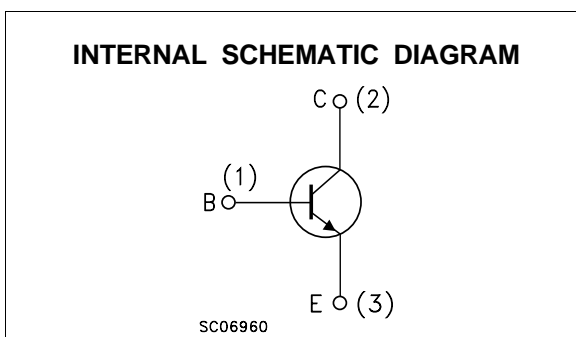 INTERNAL SCHEMATIC DIAGRAM
C (2)
(1)
B
E (3)
SC06960